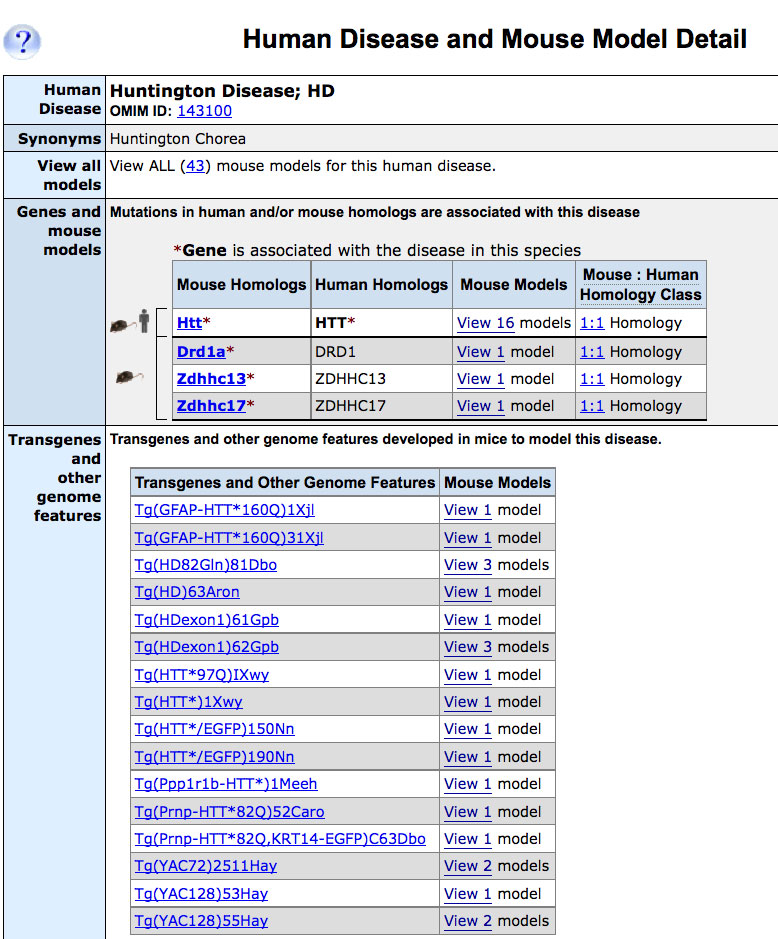 ?
Human Disease and Mouse Model Detail
Human Disease
Huntington Disease; HD
OMIM ID: 143100
Synonyms Huntington Chorea
View all models
View ALL (43) mouse models for this human disease.
Genes and mouse models
Mutations in human and/or mouse homologs are associated with this disease
*Gene is associated with the disease in this species
Mouse Homologs Human Homologs Mouse Models Mouse : Human Homology Class
Htt* HTT* View 16 models 1:1 Homology
Drd1a* DRD1 View 1 model 1:1 Homology
Zdhhc13* ZDHHC13 View 1 model 1:1 Homology
Zdhhc17* ZDHHC17 View 1 model 1:1 Homology
Transgenes and other genome features
Transgenes and other genome features developed in mice to model this disease.
Transgenes and Other Genome Features Mouse Models
Tg(GFAP-HTT*160Q)1Xjl View 1 model
Tg(GFAP-HTT*160Q)31Xjl View 1 model
Tg(HD82Gln)81Dbo View 3 models
Tg(HD)63Aron View 1 model
Tg(HDexon1)61Gpb View 1 model
Tg(HDexon1)62Gpb View 3 models
Tg(HTT*97Q)IXwy View 1 model
Tg(HTT*)1Xwy View 1 model
Tg(HTT*/EGFP)150Nn View 1 model
Tg(HTT*/EGFP)190Nn View 1 model
Tg(Ppp1r1b-HTT*)1Meeh View 1 model
Tg(Prnp-HTT*82Q)52Caro View 1 model
Tg(Prnp-HTT*82Q,KRT14-EGFP)C63Dbo View 1 model
Tg(YAC72)2511Hay View 2 models
Tg(YAC128)53Hay View 1 model
Tg(YAC128)55Hay View 2 models